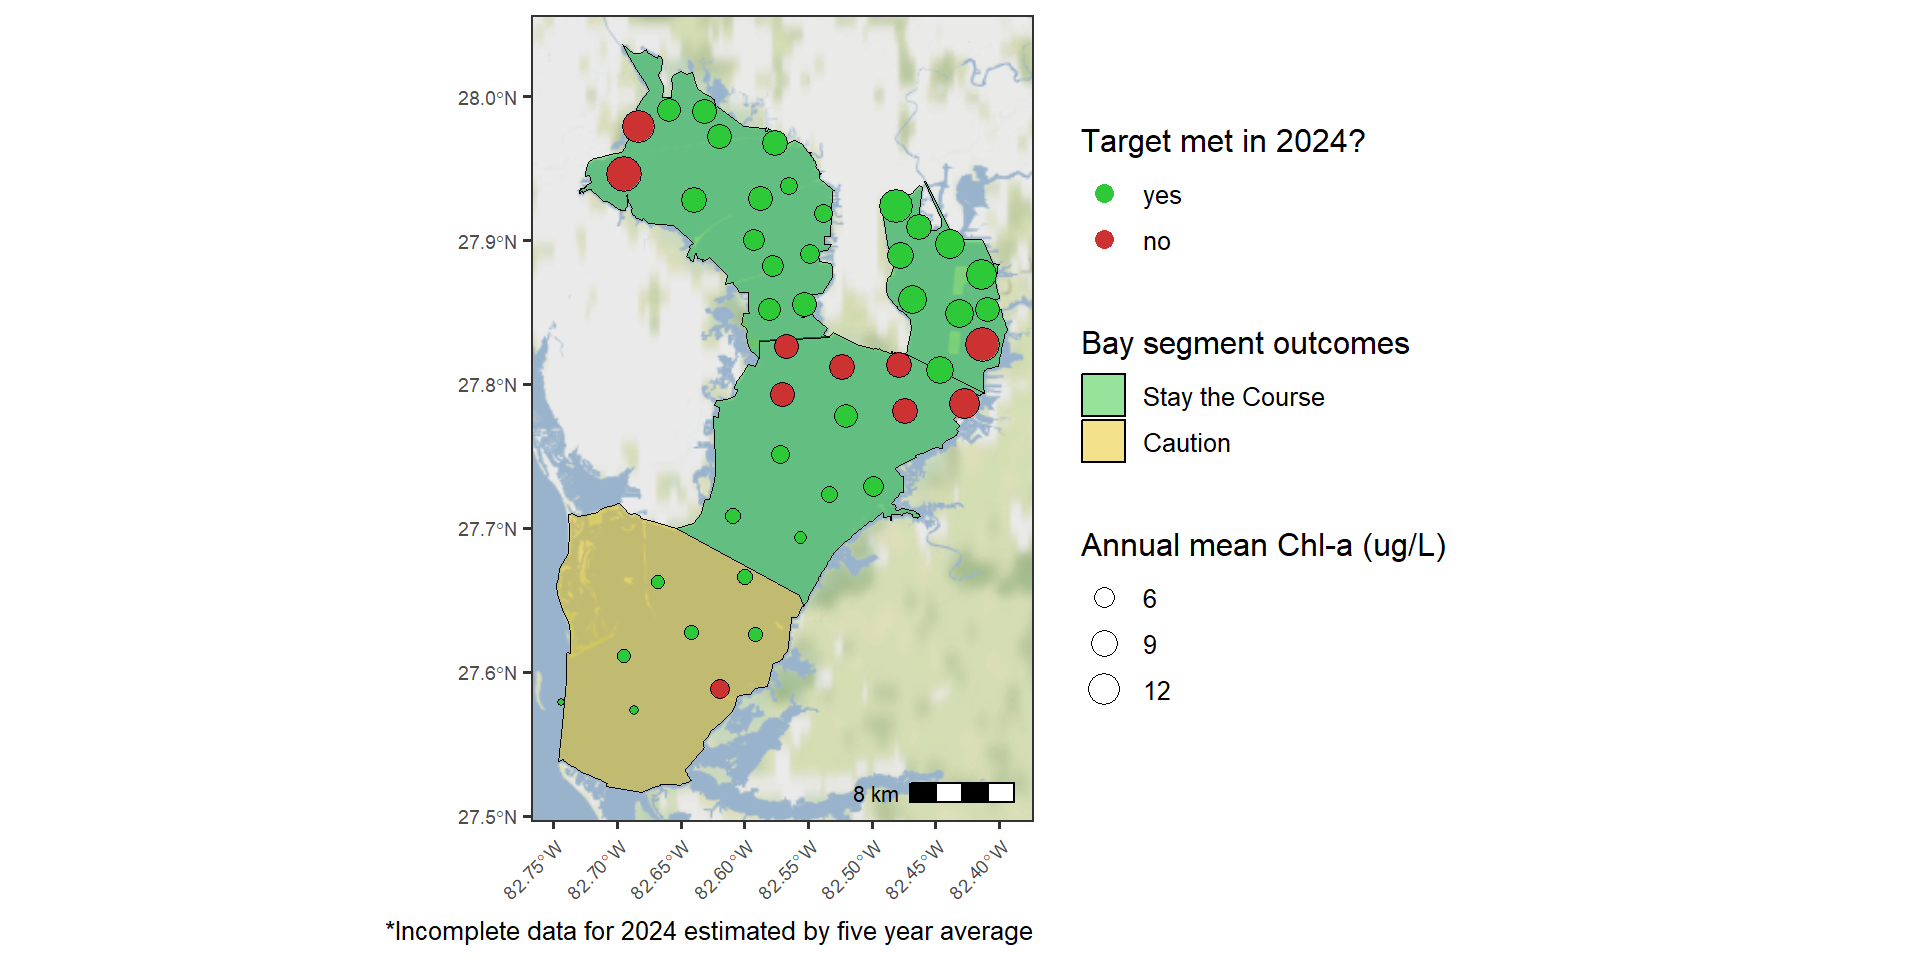 28.0°N
27.9°N
27.8°N
27.7°N
27.6°N
27.5°N
82.75°W
82.70°W
82.65°W
82.60°W
82.55°W
82.50°W
82.45°W
82.40°W
8 km
Target met in 2024?
yes
no
Bay segment outcomes
Stay the Course
Caution
Annual mean Chl-a (ug/L)
6
9
12
*Incomplete data for 2024 estimated by five year average